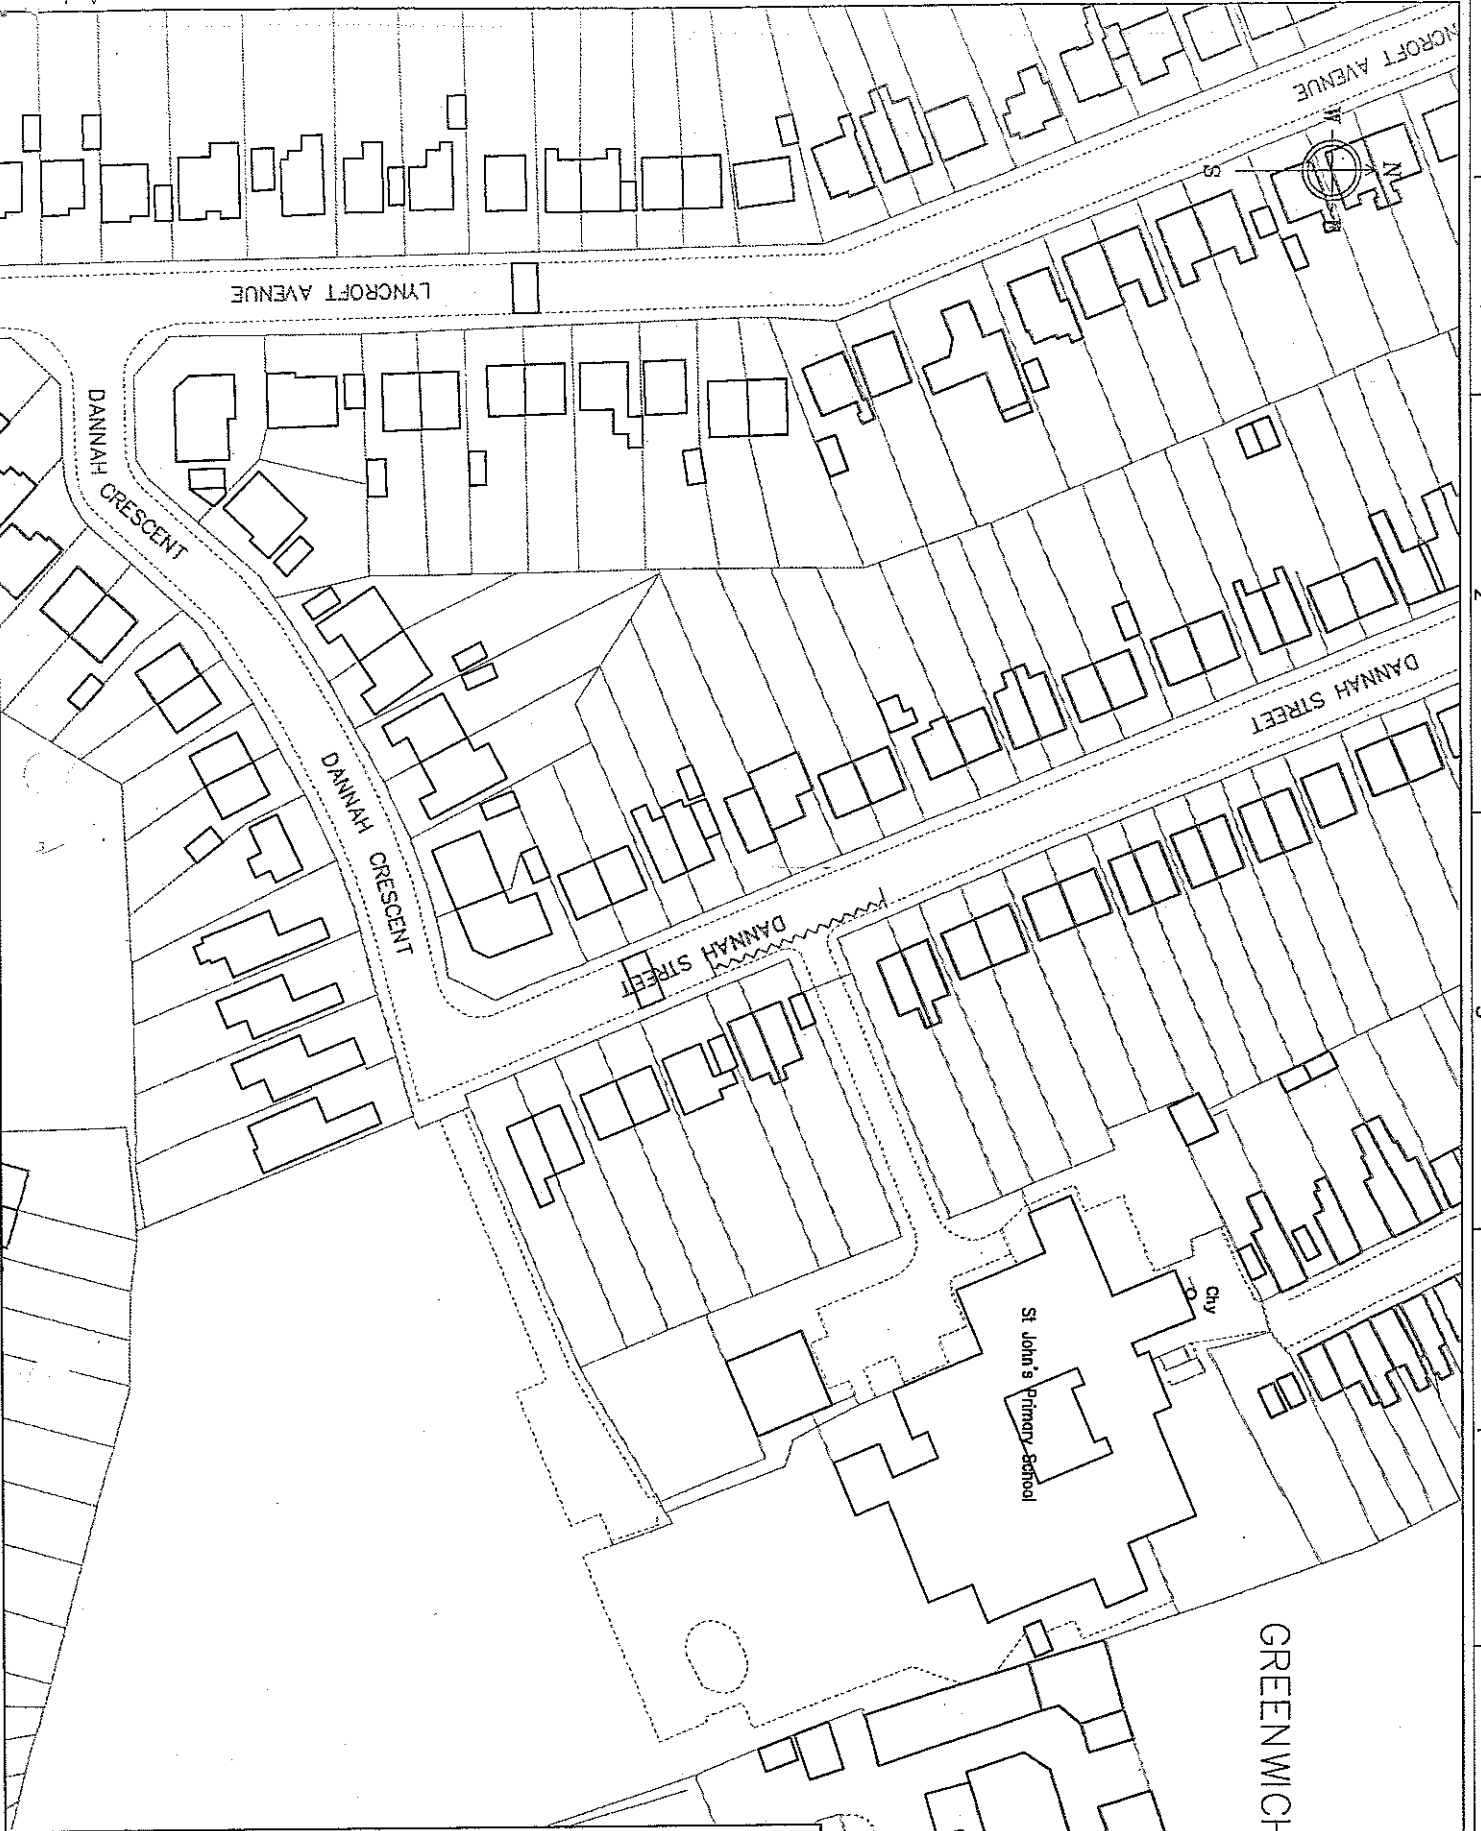 NCROFT AVENUE
W
N
S
E
LYNCROFT AVENUE
DANNAH
CRESCENT
DANNAH STREET
DANNAH
CRESCENT
DANNAH STREET
Chy
St John's Primary School
GREENWICH